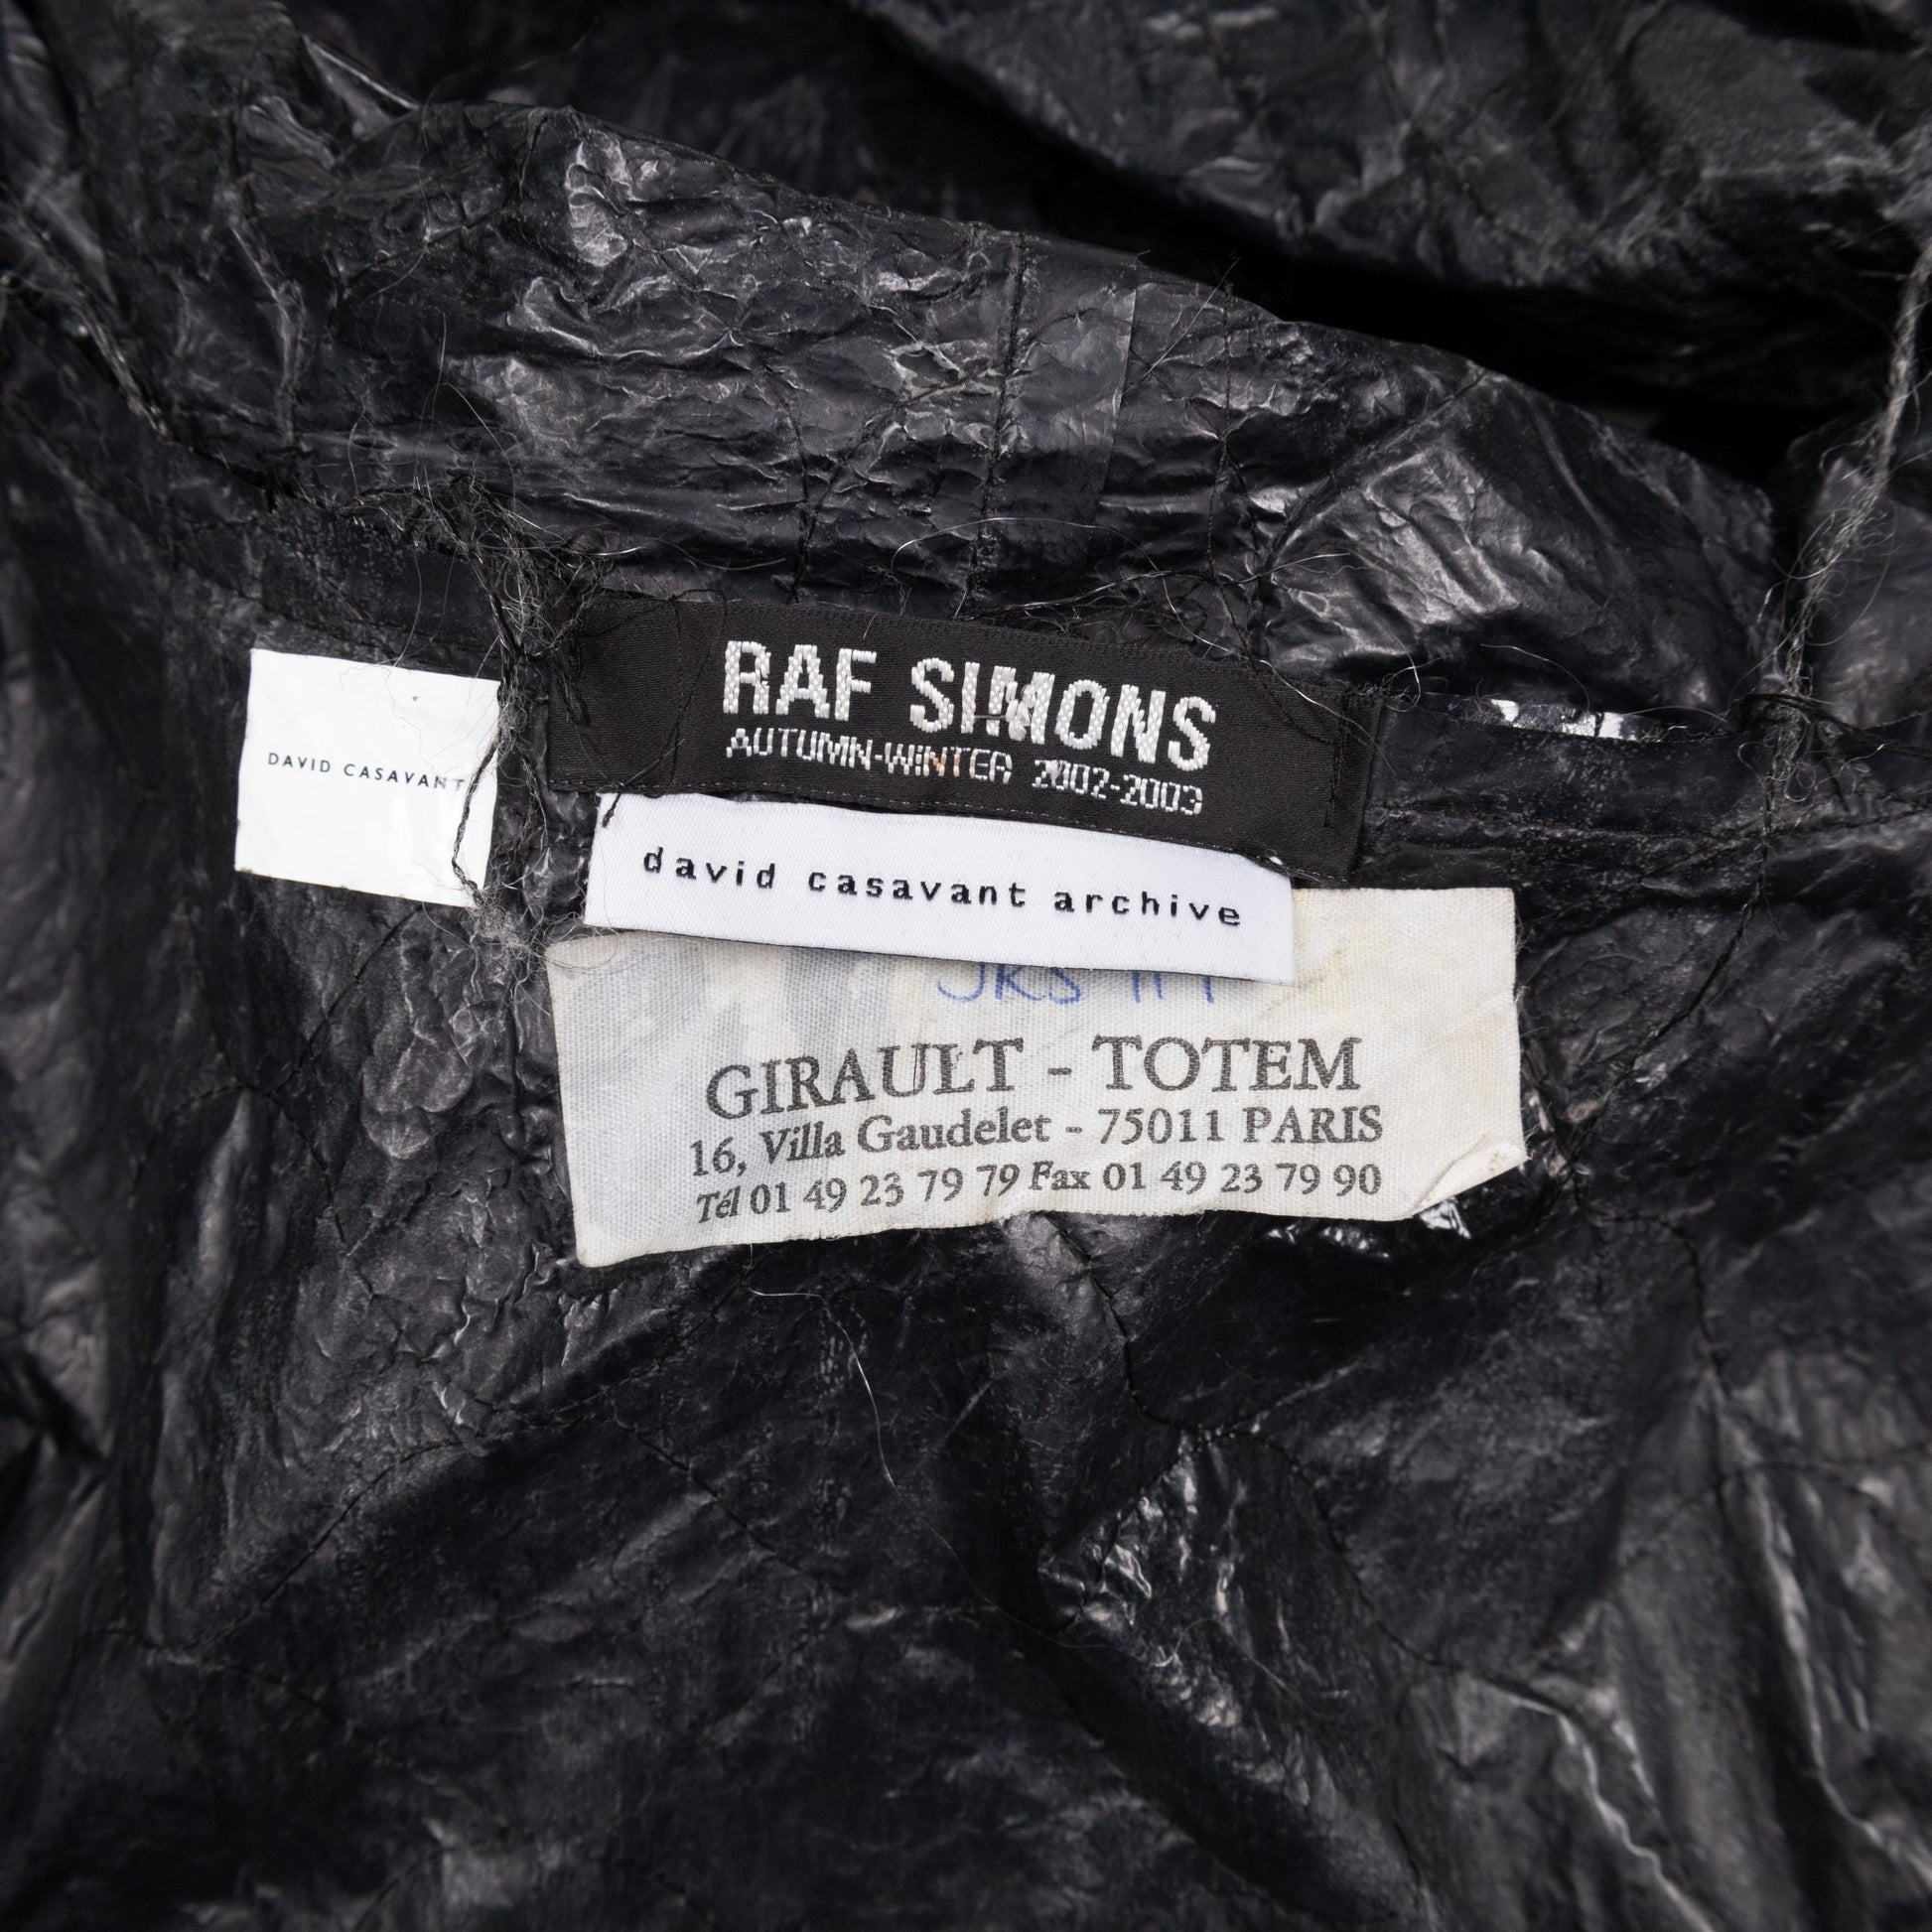 RAF SIMONS
AUTUMN-WINTER 2002-2003
DAVID CASAVANT
david casavant archive
GIRAULT - TOTEM
16, Villa Gaudelet - 75011 PARIS
Tél 01 49 23 79 79 Fax 01 49 23 79 90